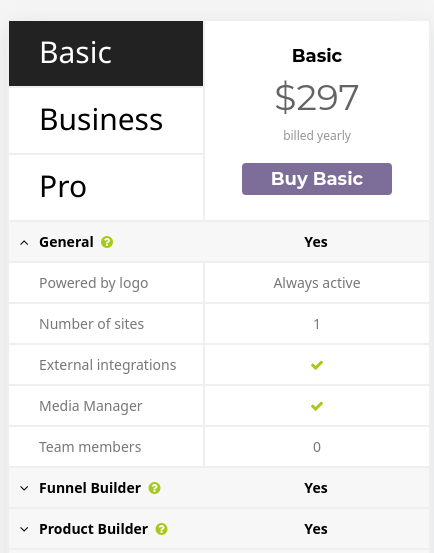 Basic
Business
Pro
Basic
$297
billed yearly
Buy Basic
General ? Yes
Powered by logo Always active
Number of sites 1
External integrations ✓
Media Manager ✓
Team members 0
Funnel Builder ? Yes
Product Builder ? Yes